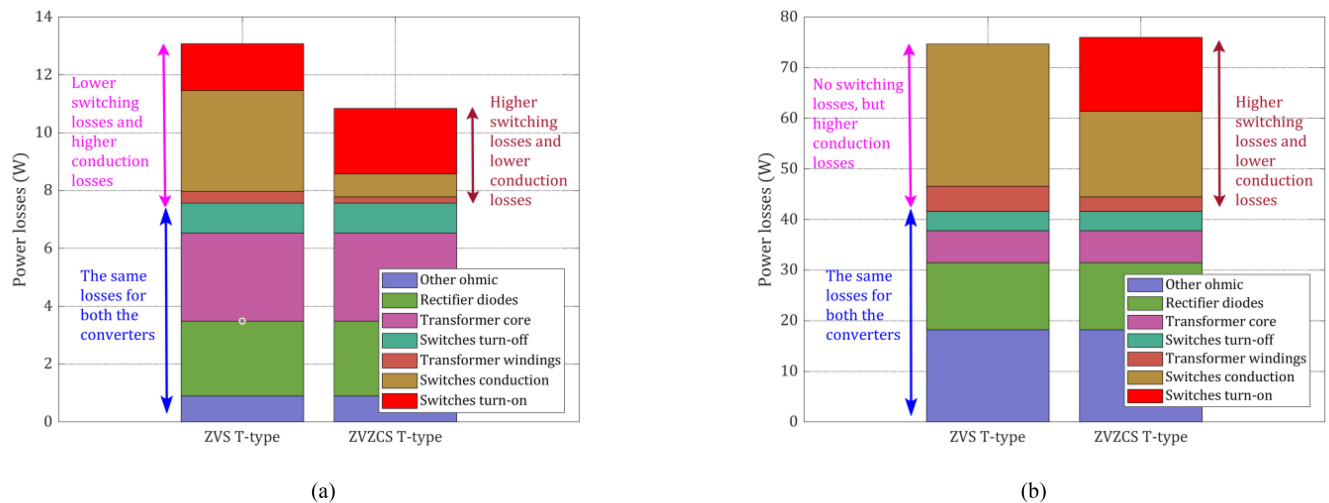 14
12
10
8
6
4
2
0
Power losses (W)
Lower
switching
losses and
higher
conduction
losses
The same
losses for
both the
converters
Higher
switching
losses and
lower
conduction
losses
Other ohmic
Rectifier diodes
Transformer core
Switches turn-off
Transformer windings
Switches conduction
Switches turn-on
ZVS T-type
ZVZCS T-type
(a)
80
70
60
50
40
30
20
10
0
Power losses (W)
No switching
losses, but
higher
conduction
losses
The same
losses for
both the
converters
Higher
switching
losses and
lower
conduction
losses
Other ohmic
Rectifier diodes
Transformer core
Switches turn-off
Transformer windings
Switches conduction
Switches turn-on
ZVS T-type
ZVZCS T-type
(b)